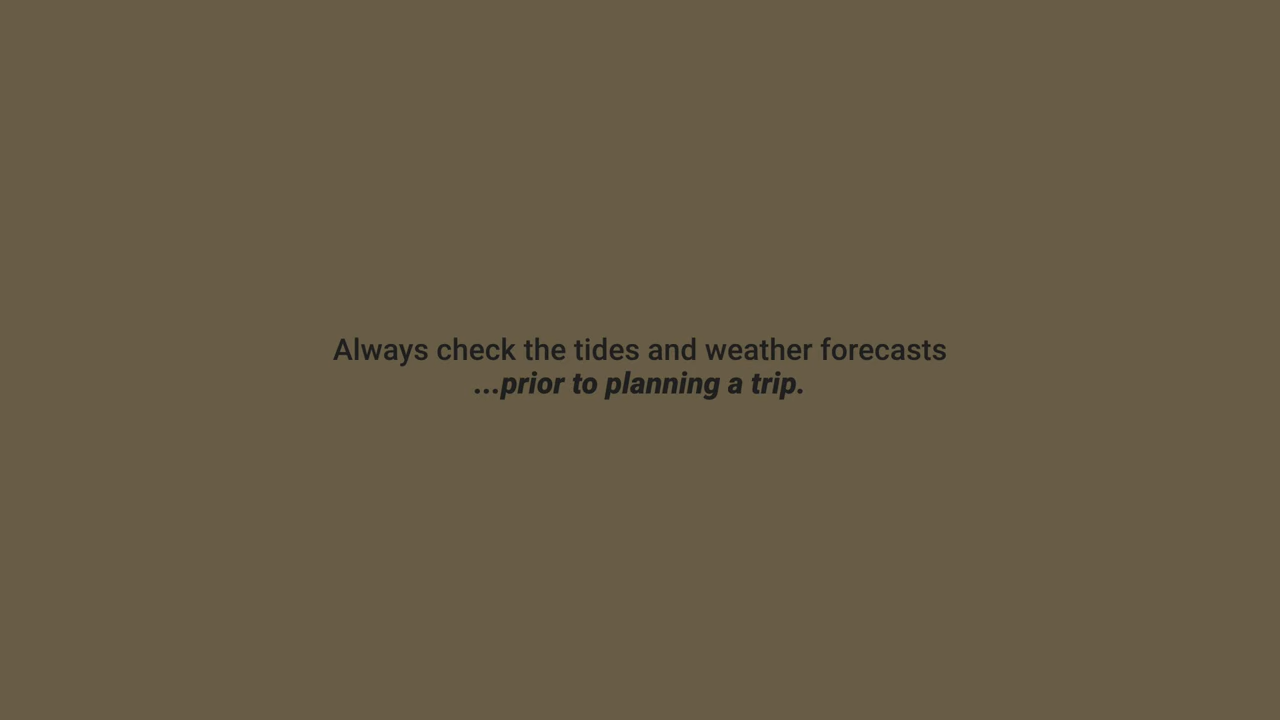 Always check the tides and weather forecasts
...prior to planning a trip.